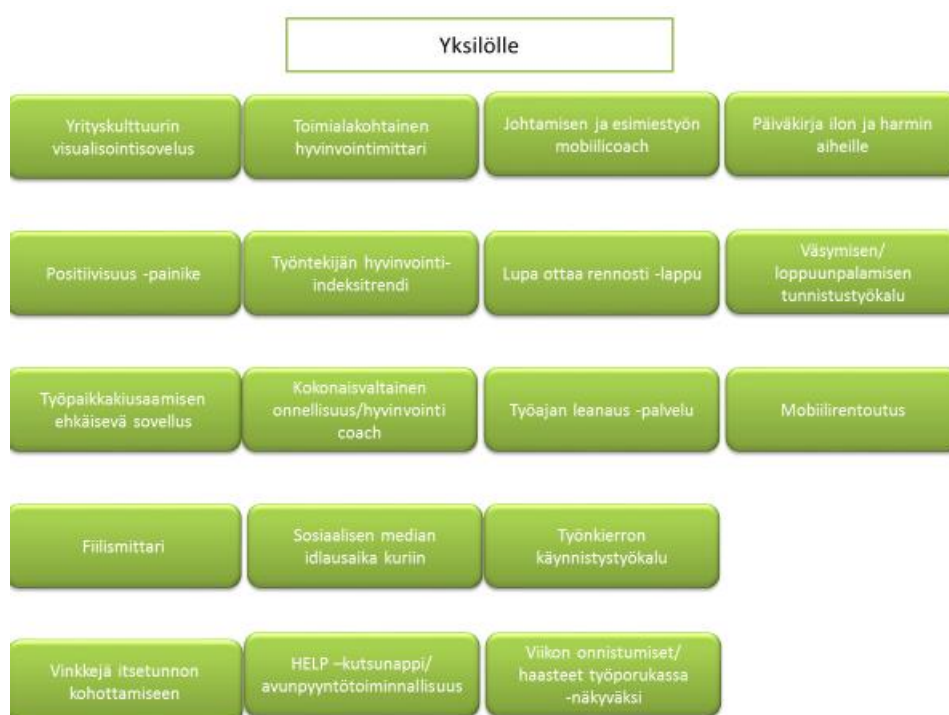 Yksilölle
Yrityskulttuurin
visualisointisovelus
Toimialakohtainen
hyvinvointimittari
Johtamisen ja esimiestyön
mobiilicoach
Päiväkirja ilon ja harmin
aiheille
Positiivisuus -painike
Työntekijän hyvinvointi-
indeksitrendi
Lupa ottaa rennosti -lappu
Väsymisen/
loppuunpalamisen
tunnistustyökalu
Työpaikkakiusaamisen
ehkäisevä sovellus
Kokonaisvaltainen
onnellisuus/hyvinvointi
coach
Työajan leanaus -palvelu
Mobiilirentoutus
Fiilismittari
Sosiaalisen median
idlausaika kuriin
Työnkierron
käynnistystyökalu
Vinkkejä itsetunnon
kohottamiseen
HELP –kutsunappi/
avunpyyntötoiminnallisuus
Viikon onnistumiset/
haasteet työporukassa
-näkyväksi